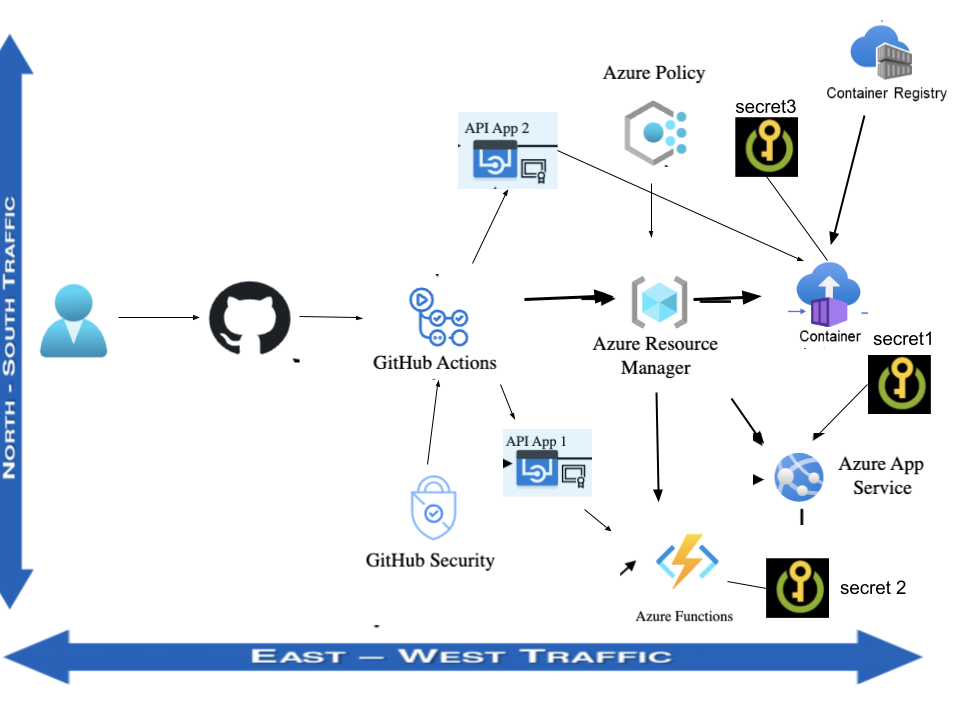 Azure Policy
Container Registry
secret3
API App 2
NORTH - SOUTH TRAFFIC
GitHub Actions
Azure Resource
Manager
Container
secret1
API App 1
Azure App
Service
GitHub Security
Azure Functions
secret 2
EAST – WEST TRAFFIC